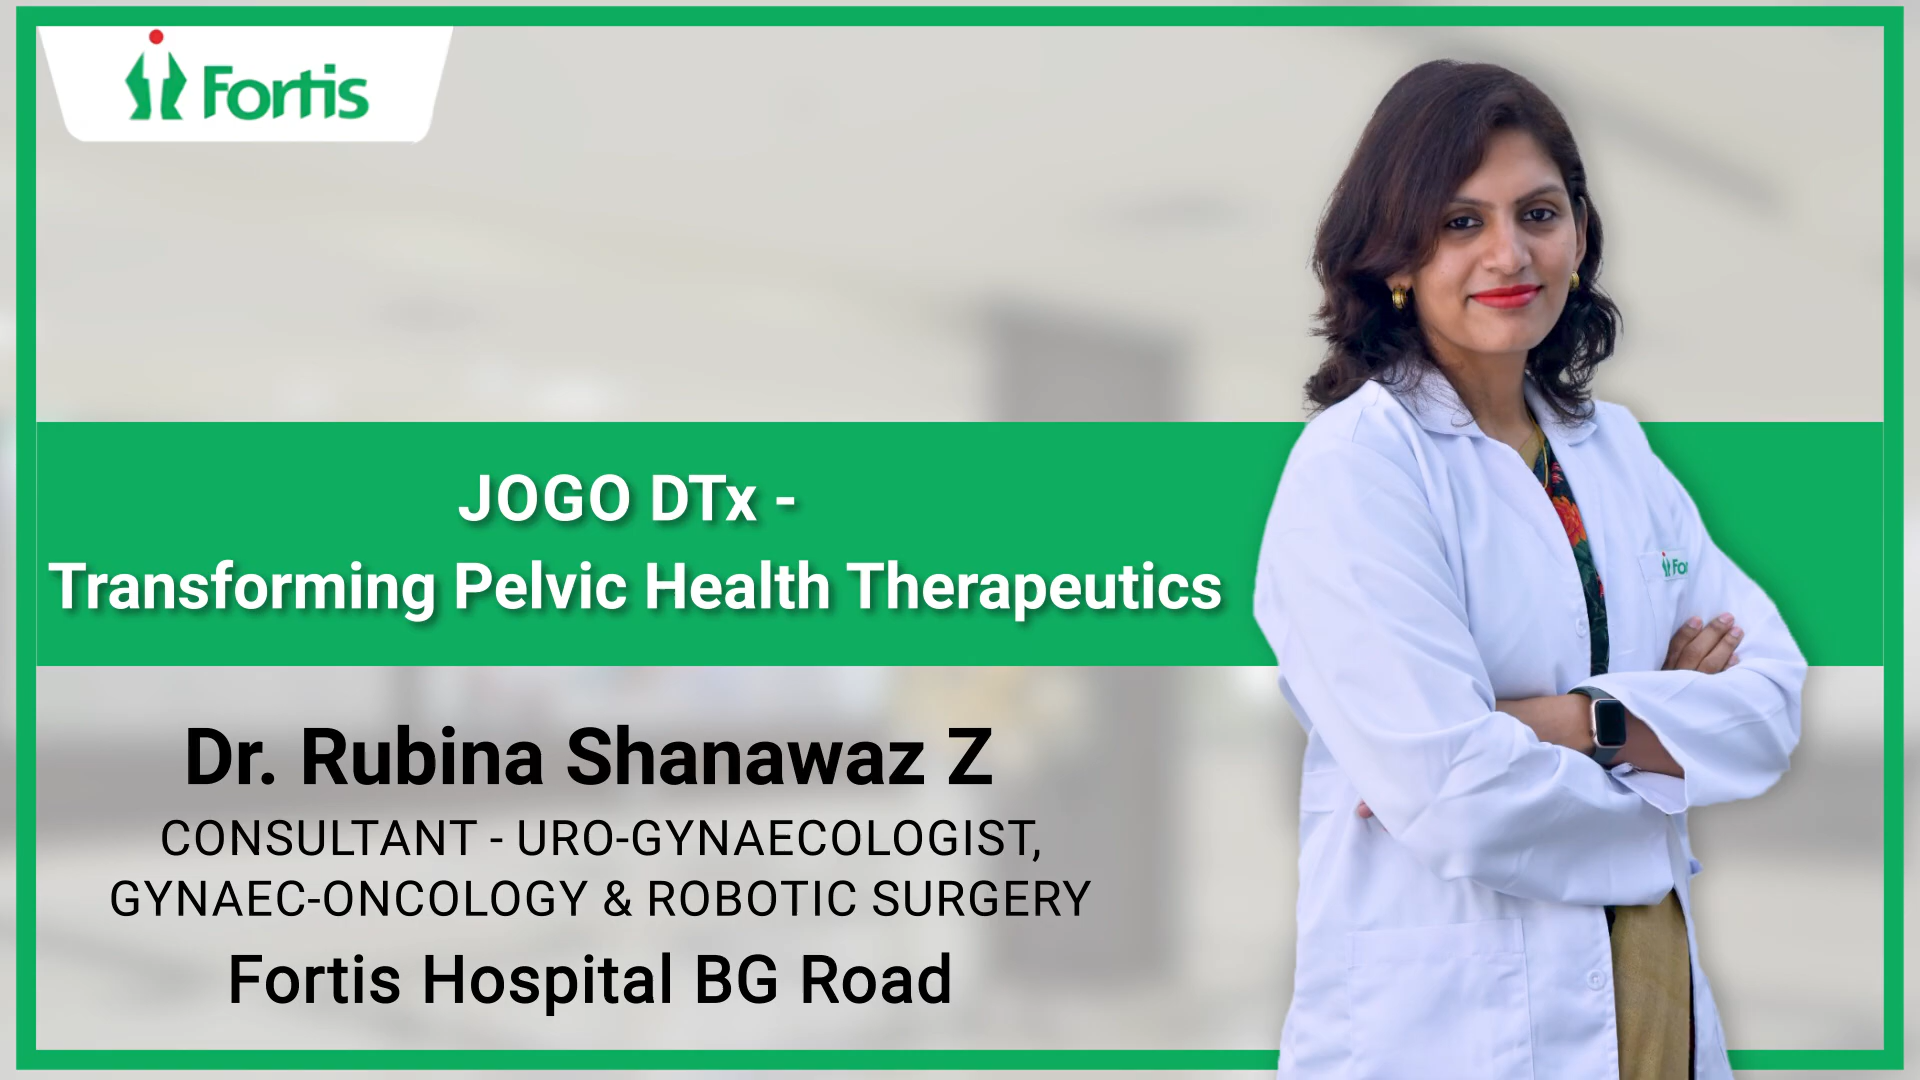 Fortis
JOGO DTx -
Transforming Pelvic Health Therapeutics
For
Dr. Rubina Shanawaz Z
CONSULTANT - URO-GYNAECOLOGIST,
GYNAEC-ONCOLOGY & ROBOTIC SURGERY
Fortis Hospital BG Road